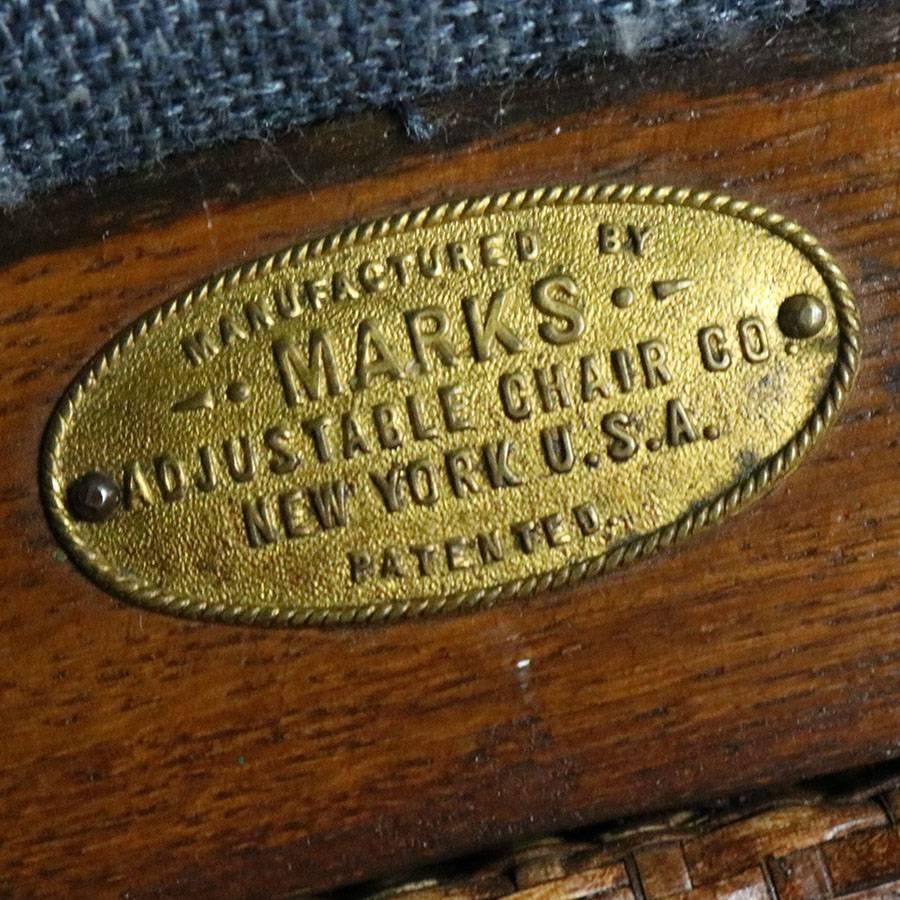 MANUFACTURED BY
MARKS
ADJUSTABLE CHAIR CO.
NEW YORK U.S.A.
PATENTED.